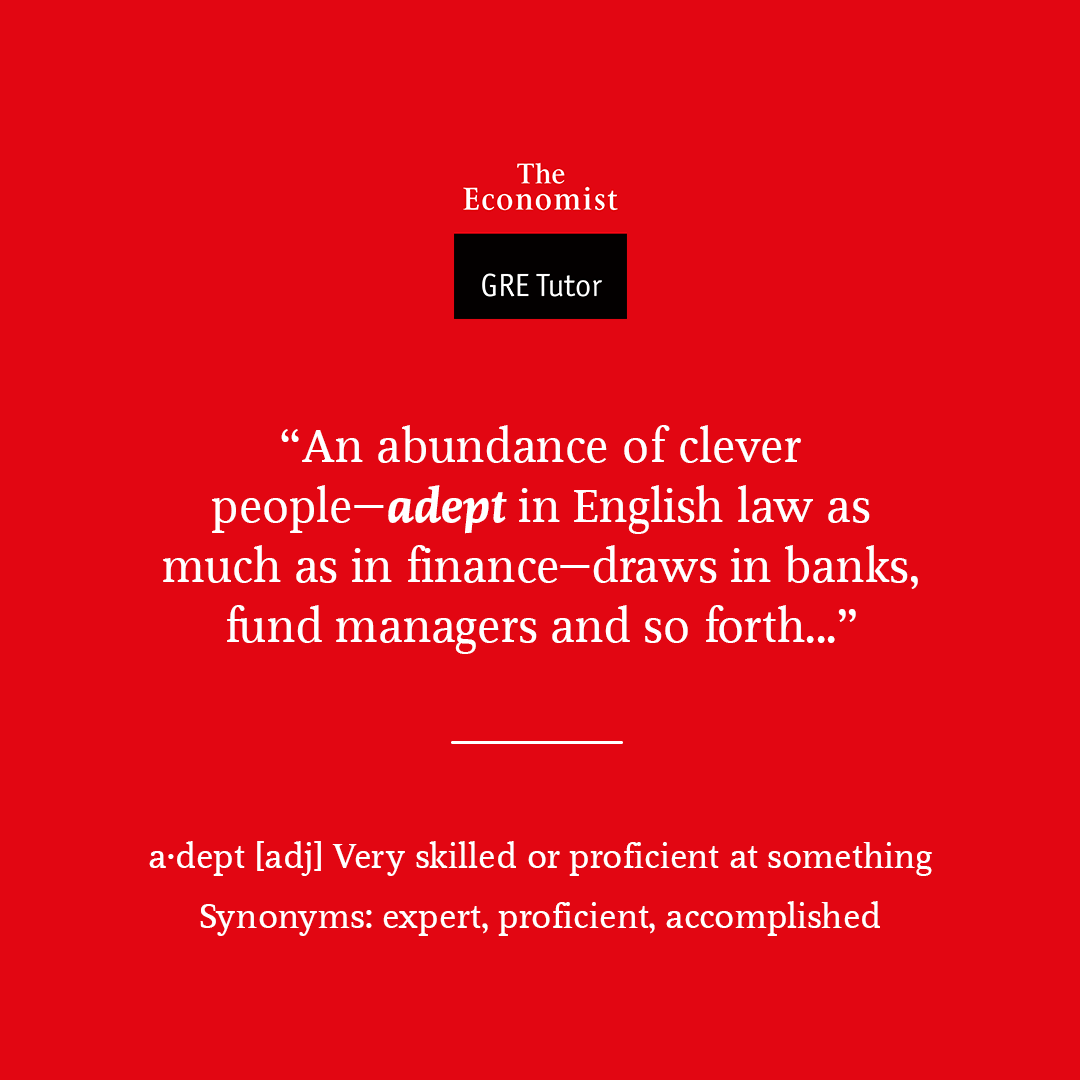 The
Economist
GRE Tutor
“An abundance of clever
people—adept in English law as
much as in finance—draws in banks,
fund managers and so forth...”
a·dept [adj] Very skilled or proficient at something
Synonyms: expert, proficient, accomplished